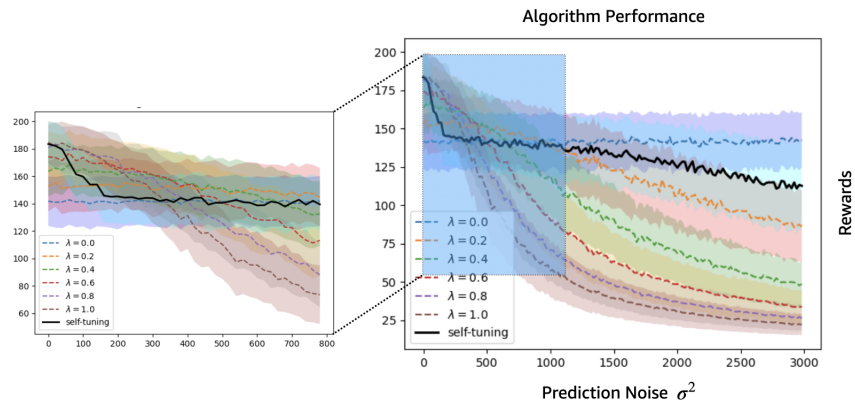 Algorithm Performance
200
180
160
140
120
100
80
60
0
100
200
300
400
500
600
700
800
λ = 0.0
λ = 0.2
λ = 0.4
λ = 0.6
λ = 0.8
λ = 1.0
self-tuning
200
175
150
125
100
75
50
25
0
500
1000
1500
2000
2500
3000
λ = 0.0
λ = 0.2
λ = 0.4
λ = 0.6
λ = 0.8
λ = 1.0
self-tuning
Rewards
Prediction Noise σ²